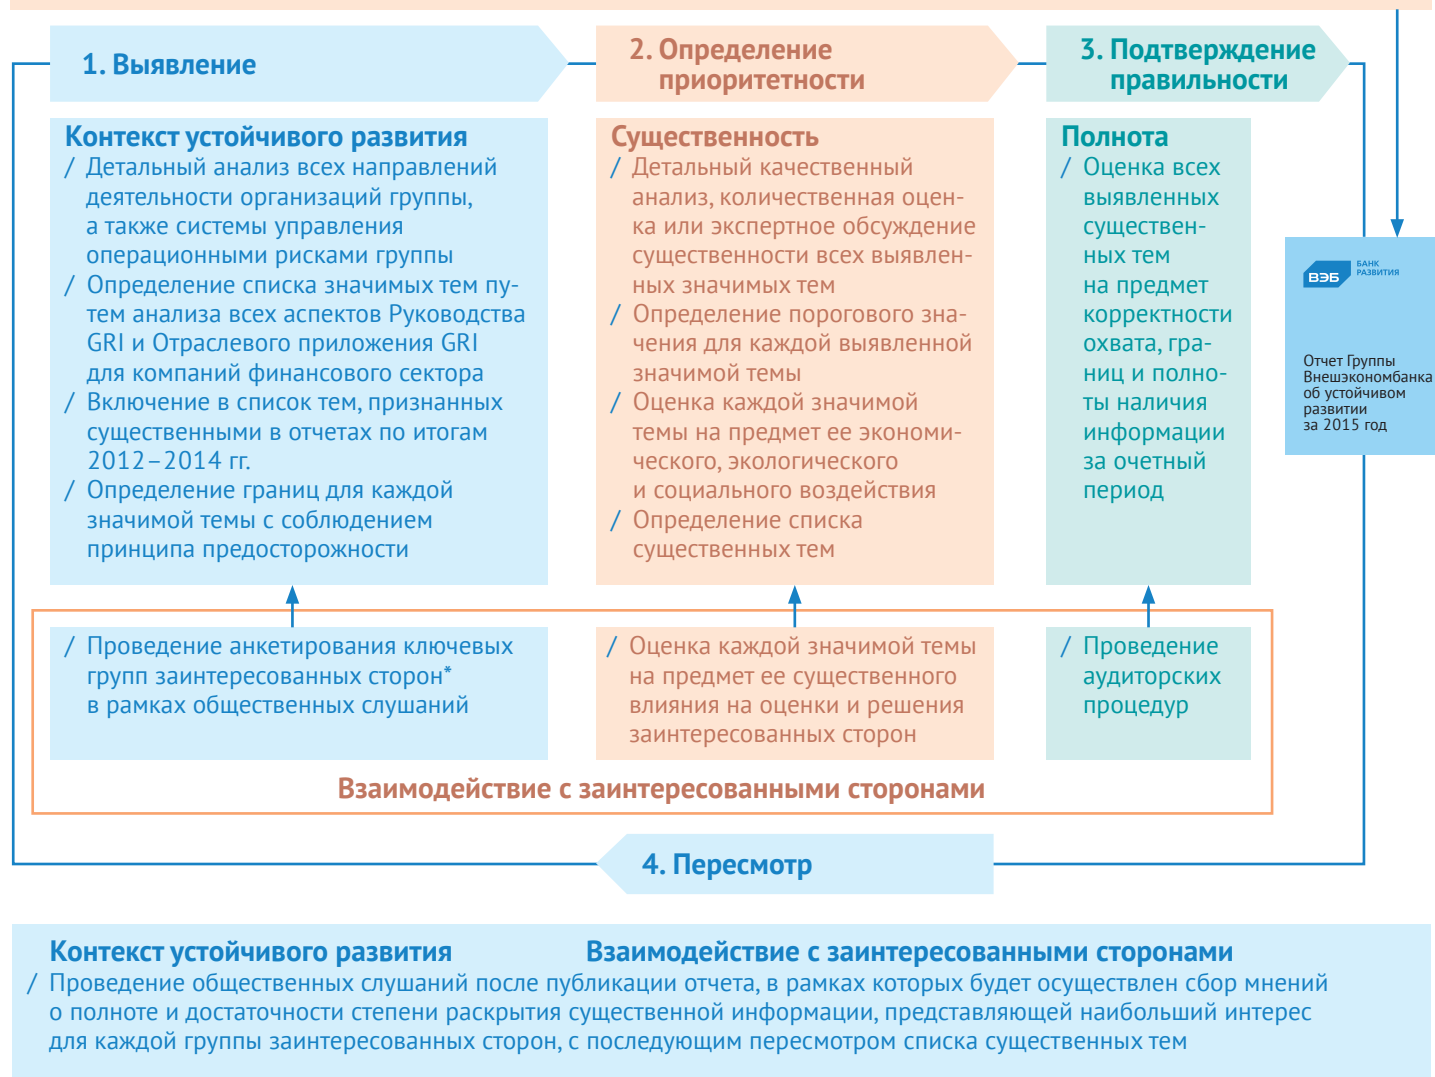 1. Выявление
2. Определение
приоритетности
3. Подтверждение
правильности
Контекст устойчивого развития
/ Детальный анализ всех направлений
деятельности организаций группы,
а также системы управления
операционными рисками группы
/ Определение списка значимых тем пу-
тем анализа всех аспектов Руководства
GRI и Отраслевого приложения GRI
для компаний финансового сектора
/ Включение в список тем, признанных
существенными в отчетах по итогам
2012–2014 гг.
/ Определение границ для каждой
значимой темы с соблюдением
принципа предосторожности
Существенность
/ Детальный качественный
анализ, количественная оцен-
ка или экспертное обсуждение
существенности всех выявлен-
ных значимых тем
/ Определение порогового зна-
чения для каждой выявленной
значимой темы
/ Оценка каждой значимой
темы на предмет ее экономи-
ческого, экологического
и социального воздействия
/ Определение списка
существенных тем
Полнота
/ Оценка всех
выявленных
существен-
ных тем
на предмет
корректности
охвата, гра-
ниц и полно-
ты наличия
информации
за очетный
период
ВЭБ
БАНК
РАЗВИТИЯ
Отчет Группы
Внешэкономбанка
об устойчивом
развитии
за 2015 год
/ Проведение анкетирования ключевых
групп заинтересованных сторон*
в рамках общественных слушаний
/ Оценка каждой значимой темы
на предмет ее существенного
влияния на оценки и решения
заинтересованных сторон
/ Проведение
аудиторских
процедур
Взаимодействие с заинтересованными сторонами
4. Пересмотр
Контекст устойчивого развития
Взаимодействие с заинтересованными сторонами
/ Проведение общественных слушаний после публикации отчета, в рамках которых будет осуществлен сбор мнений
о полноте и достаточности степени раскрытия существенной информации, представляющей наибольший интерес
для каждой группы заинтересованных сторон, с последующим пересмотром списка существенных тем